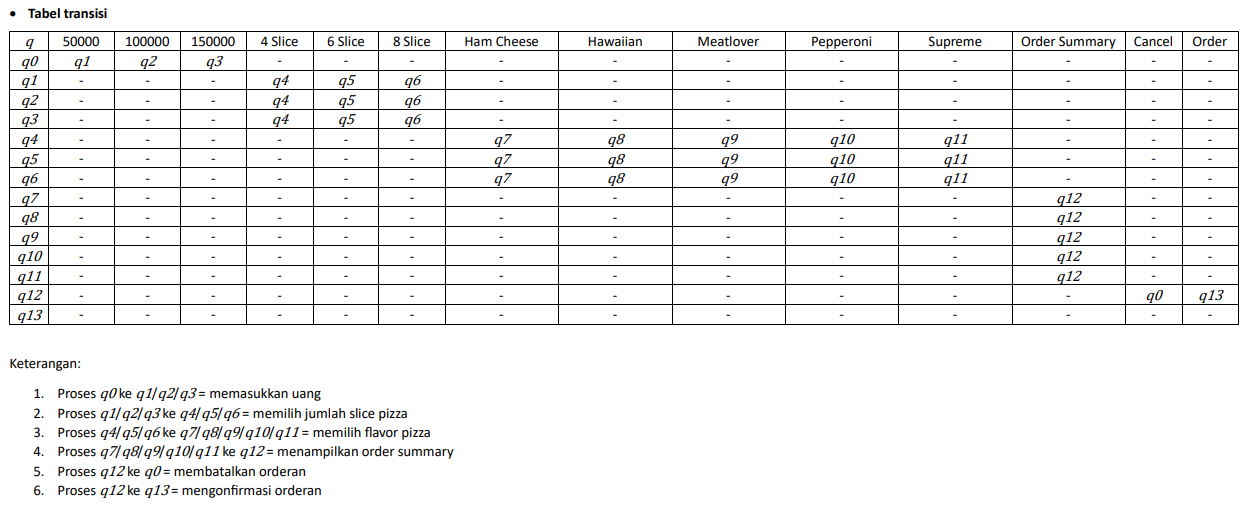 • Tabel transisi
q 50000 100000 150000 4 Slice 6 Slice 8 Slice Ham Cheese Hawaiian Meatlover Pepperoni Supreme Order Summary Cancel Order
q0 q1 q2 q3 - - - - - - - - - - -
q1 - - - q4 q5 q6 - - - - - - - -
q2 - - - q4 q5 q6 - - - - - - - -
q3 - - - q4 q5 q6 - - - - - - - -
q4 - - - - - - q7 q8 q9 q10 q11 - - -
q5 - - - - - - q7 q8 q9 q10 q11 - - -
q6 - - - - - - q7 q8 q9 q10 q11 - - -
q7 - - - - - - - - - - - q12 - -
q8 - - - - - - - - - - - q12 - -
q9 - - - - - - - - - - - q12 - -
q10 - - - - - - - - - - - q12 - -
q11 - - - - - - - - - - - q12 - -
q12 - - - - - - - - - - - - q0 q13
q13 - - - - - - - - - - - - - -
Keterangan:
1. Proses q0 ke q1/q2/q3 = memasukkan uang
2. Proses q1/q2/q3 ke q4/q5/q6 = memilih jumlah slice pizza
3. Proses q4/q5/q6 ke q7/q8/q9/q10/q11 = memilih flavor pizza
4. Proses q7/q8/q9/q10/q11 ke q12 = menampilkan order summary
5. Proses q12 ke q0 = membatalkan orderan
6. Proses q12 ke q13 = mengonfirmasi orderan